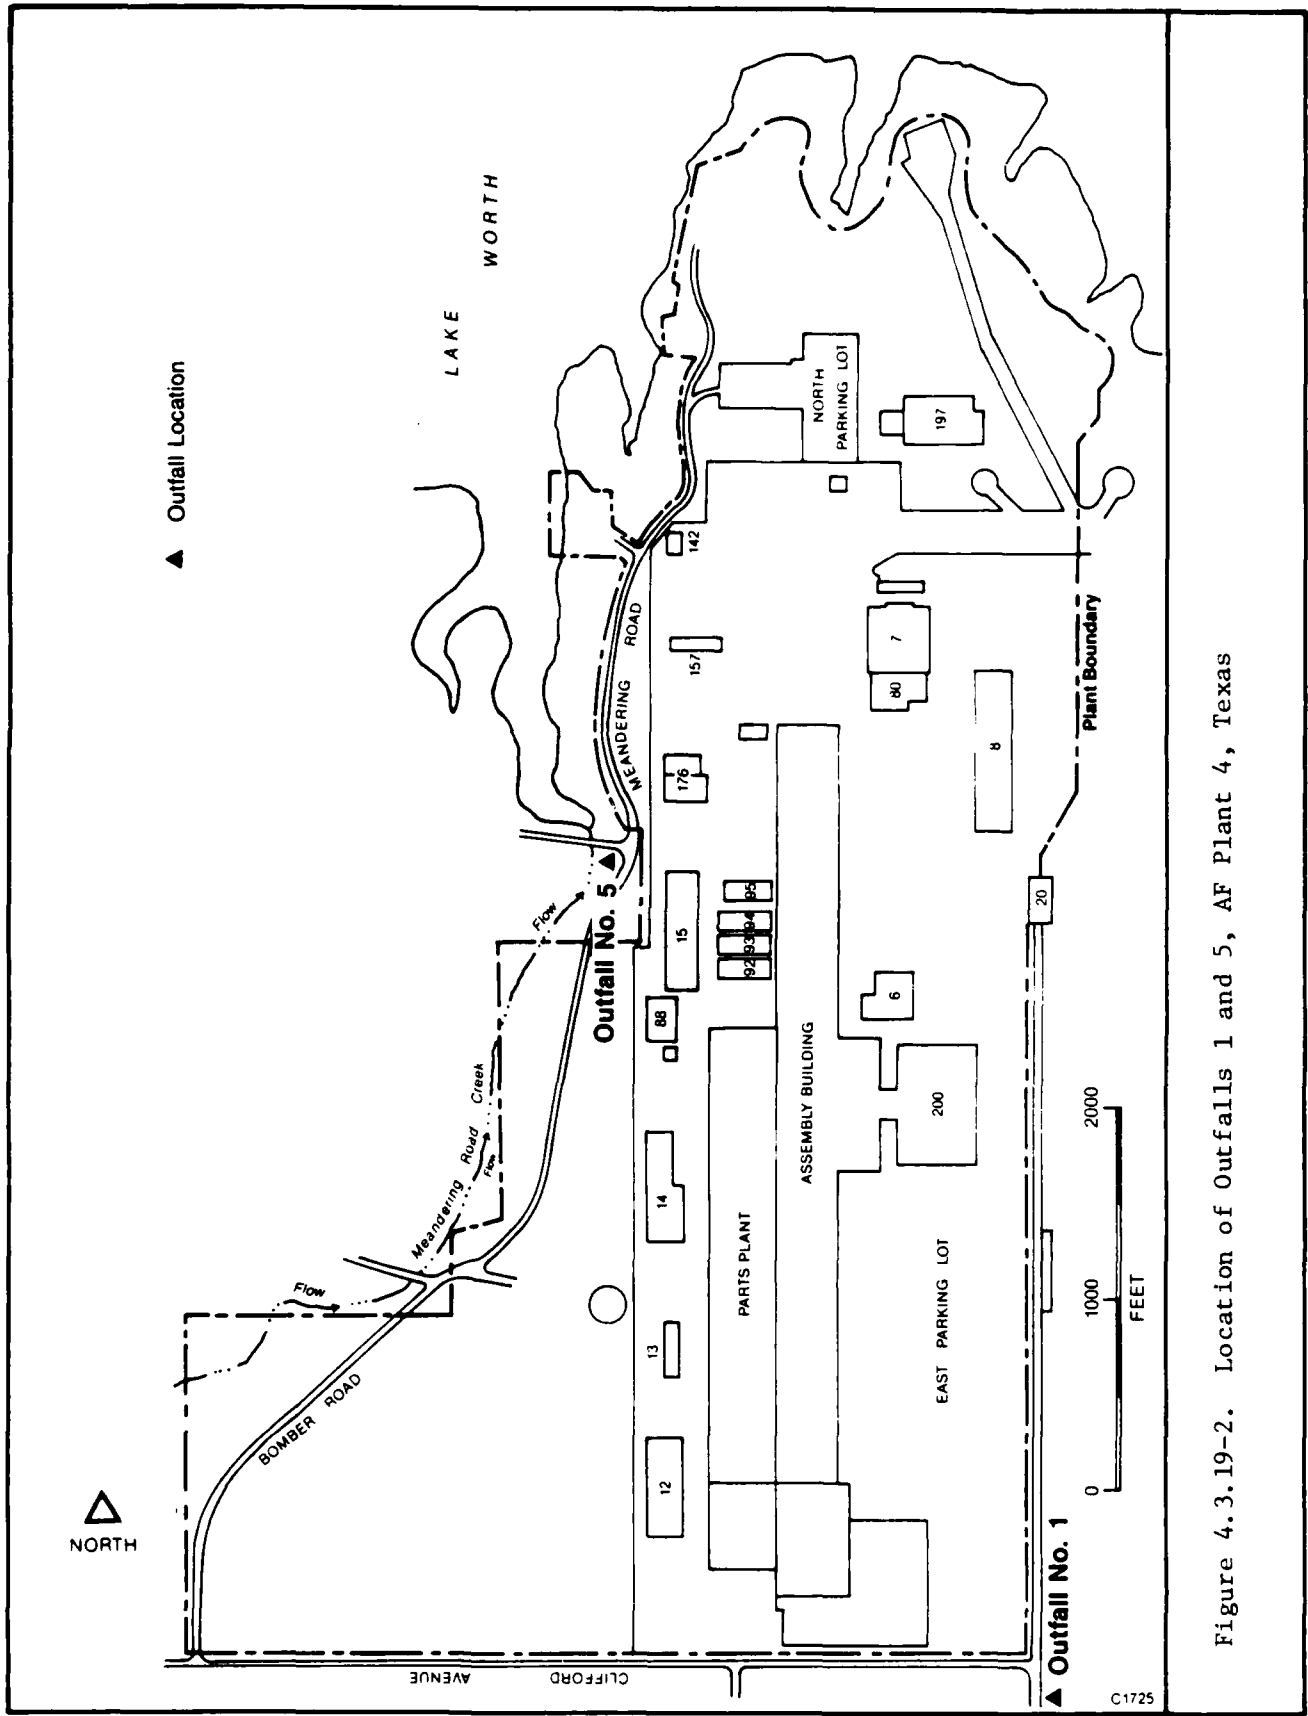 ▲ Outfall Location
LAKE
WORTH
NORTH
BOMBER ROAD
Flow
Meandering Road Creek
Flow
Flow
Outfall No. 5 ▲
MEANDERING ROAD
142
157
176
15
88
14
13
12
92
93
94
95
PARTS PLANT
ASSEMBLY BUILDING
NORTH
PARKING LOT
197
7
80
8
6
200
20
EAST PARKING LOT
Plant Boundary
CLIFFORD
AVENUE
▲ Outfall No. 1
0 1000 2000
FEET
C1725
Figure 4.3.19-2. Location of Outfalls 1 and 5, AF Plant 4, Texas